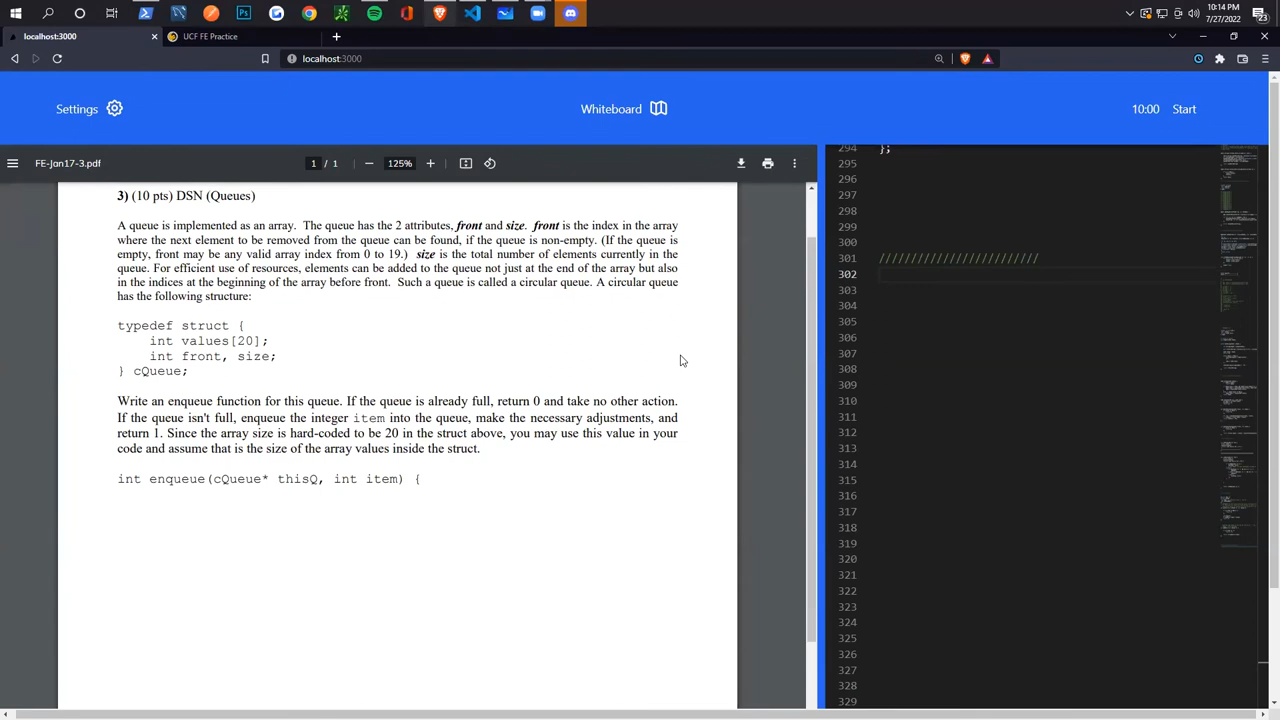 10:14 PM
7/27/2022
23
localhost:3000
UCF FE Practice
localhost:3000
Settings
Whiteboard
10:00 Start
FE-Jan17-3.pdf
1 / 1
125%
3) (10 pts) DSN (Queues)
A queue is implemented as an array. The queue has the 2 attributes, front and size. front is the index in the array
where the next element to be removed from the queue can be found, if the queue is non-empty. (If the queue is
empty, front may be any valid array index from 0 to 19.) size is the total number of elements currently in the
queue. For efficient use of resources, elements can be added to the queue not just at the end of the array but also
in the indices at the beginning of the array before front. Such a queue is called a circular queue. A circular queue
has the following structure:
typedef struct {
int values[20];
int front, size;
} cQueue;
Write an enqueue function for this queue. If the queue is already full, return 0 and take no other action.
If the queue isn't full, enqueue the integer item into the queue, make the necessary adjustments, and
return 1. Since the array size is hard-coded to be 20 in the struct above, you may use this value in your
code and assume that is the size of the array values inside the struct.
int enqueue(cQueue* thisQ, int item) {
294 };
295
296
297
298
299
300
301 /////////////////////////
302
303
304
305
306
307
308
309
310
311
312
313
314
315
316
317
318
319
320
321
322
323
324
325
326
327
328
329